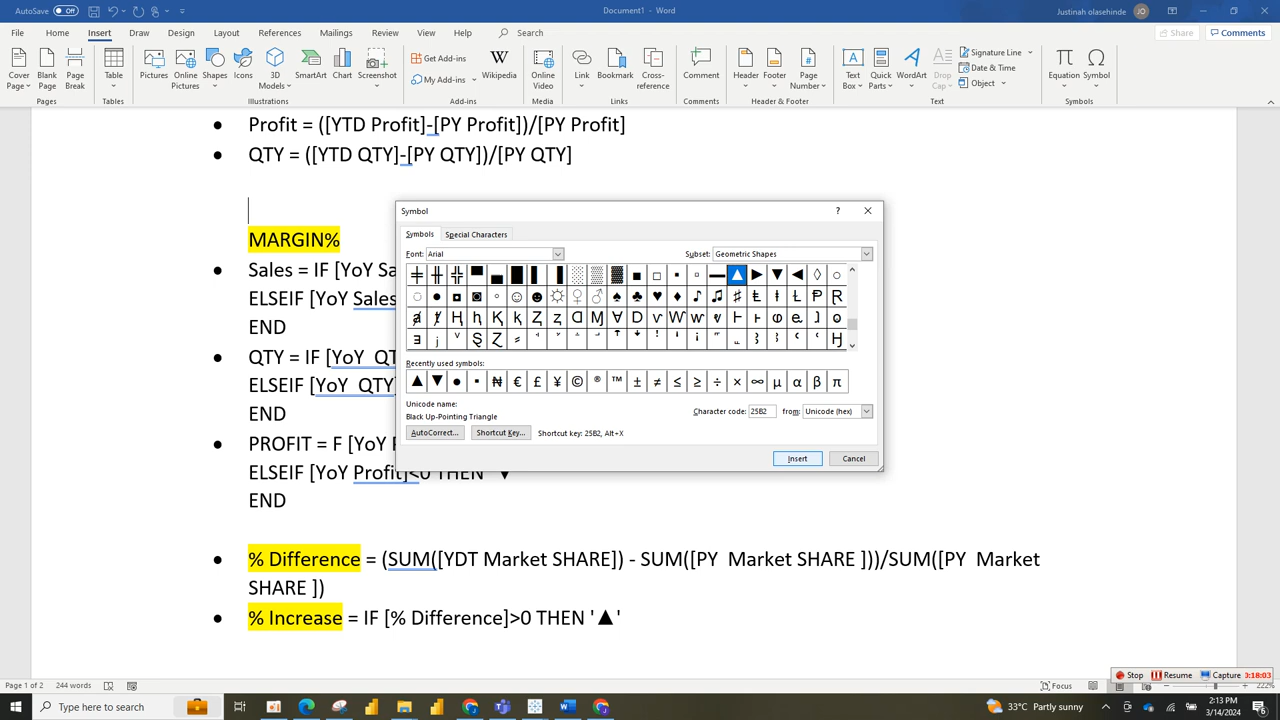 AutoSave Off
Document1 - Word
Justinah olasehinde
JO
File Home Insert Draw Design Layout References Mailings Review View Help Search
Share Comments
Cover Page
Blank Page
Page Break
Table
Pictures
Online Pictures
Shapes
Icons
3D Models
SmartArt
Chart
Screenshot
Get Add-ins
My Add-ins
Wikipedia
Online Video
Link
Bookmark
Cross-reference
Comment
Header
Footer
Page Number
Text Box
Quick Parts
WordArt
Drop Cap
Signature Line
Date & Time
Object
Equation
Symbol
Pages Tables Illustrations Add-ins Media Links Comments Header & Footer Text Symbols
• Profit = ([YTD Profit]-[PY Profit])/[PY Profit]
• QTY = ([YTD QTY]-[PY QTY])/[PY QTY]
MARGIN%
• Sales = IF [YoY Sa
ELSEIF [YoY Sales
END
• QTY = IF [YoY QT
ELSEIF [YoY QTY]
END
• PROFIT = F [YoY
ELSEIF [YoY Profit]<0 THEN
END
• % Difference = (SUM([YDT Market SHARE]) - SUM([PY Market SHARE ]))/SUM([PY Market
SHARE ])
• % Increase = IF [% Difference]>0 THEN '▲'
Symbol
?
Symbols Special Characters
Font: Arial
Subset: Geometric Shapes
Recently used symbols:
▲ ▼ ● ▪ ₦ € £ ¥ © ® ™ ± ≠ ≤ ≥ ÷ × ∞ µ α β π
Unicode name:
Black Up-Pointing Triangle
Character code: 25B2 from: Unicode (hex)
AutoCorrect... Shortcut Key... Shortcut key: 25B2, Alt+X
Insert Cancel
Stop Resume Capture 0:18:03
Page 1 of 2 244 words
Focus
222%
Type here to search
33°C Partly sunny
2:13 PM
3/14/2024